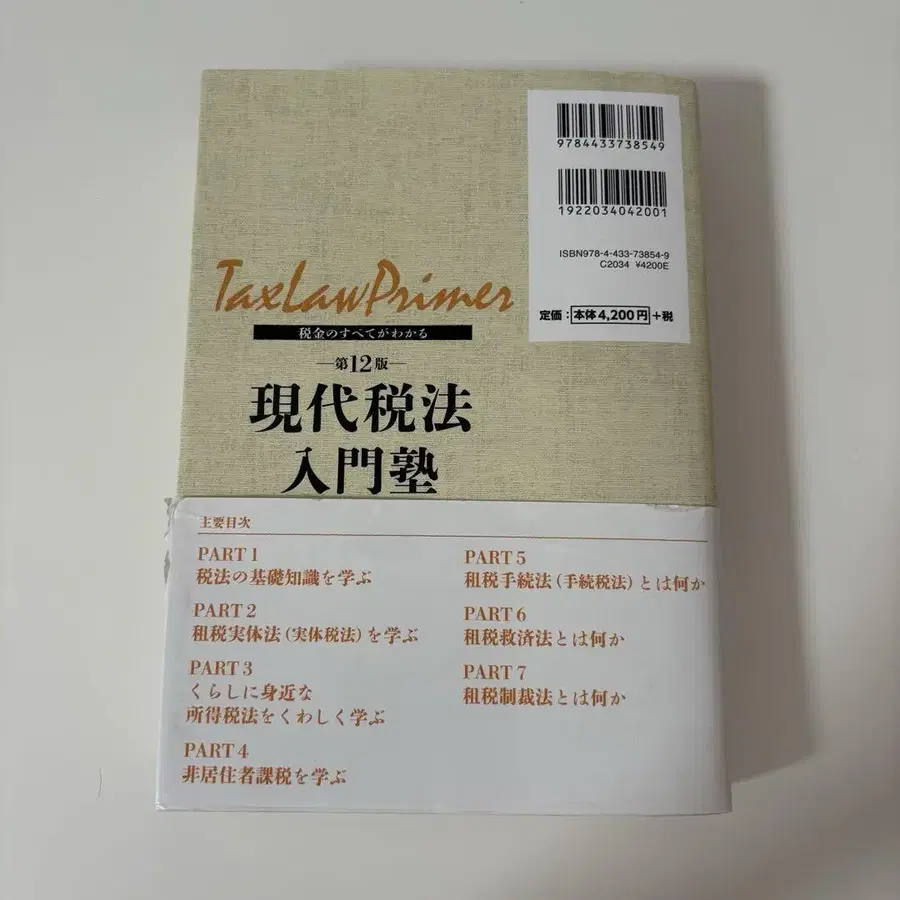 9784433738549
1922034042001
ISBN978-4-433-73854-9
C2034 ¥4200E
定価：本体4,200円+税
TaxLawPrimer
税金のすべてがわかる
第12版
現代税法
入門塾
主要目次
PART 1
税法の基礎知識を学ぶ
PART 2
租税実体法（実体税法）を学ぶ
PART 3
くらしに身近な
所得税法をくわしく学ぶ
PART 4
非居住者課税を学ぶ
PART 5
租税手続法（手続税法）とは何か
PART 6
租税救済法とは何か
PART 7
租税制裁法とは何か